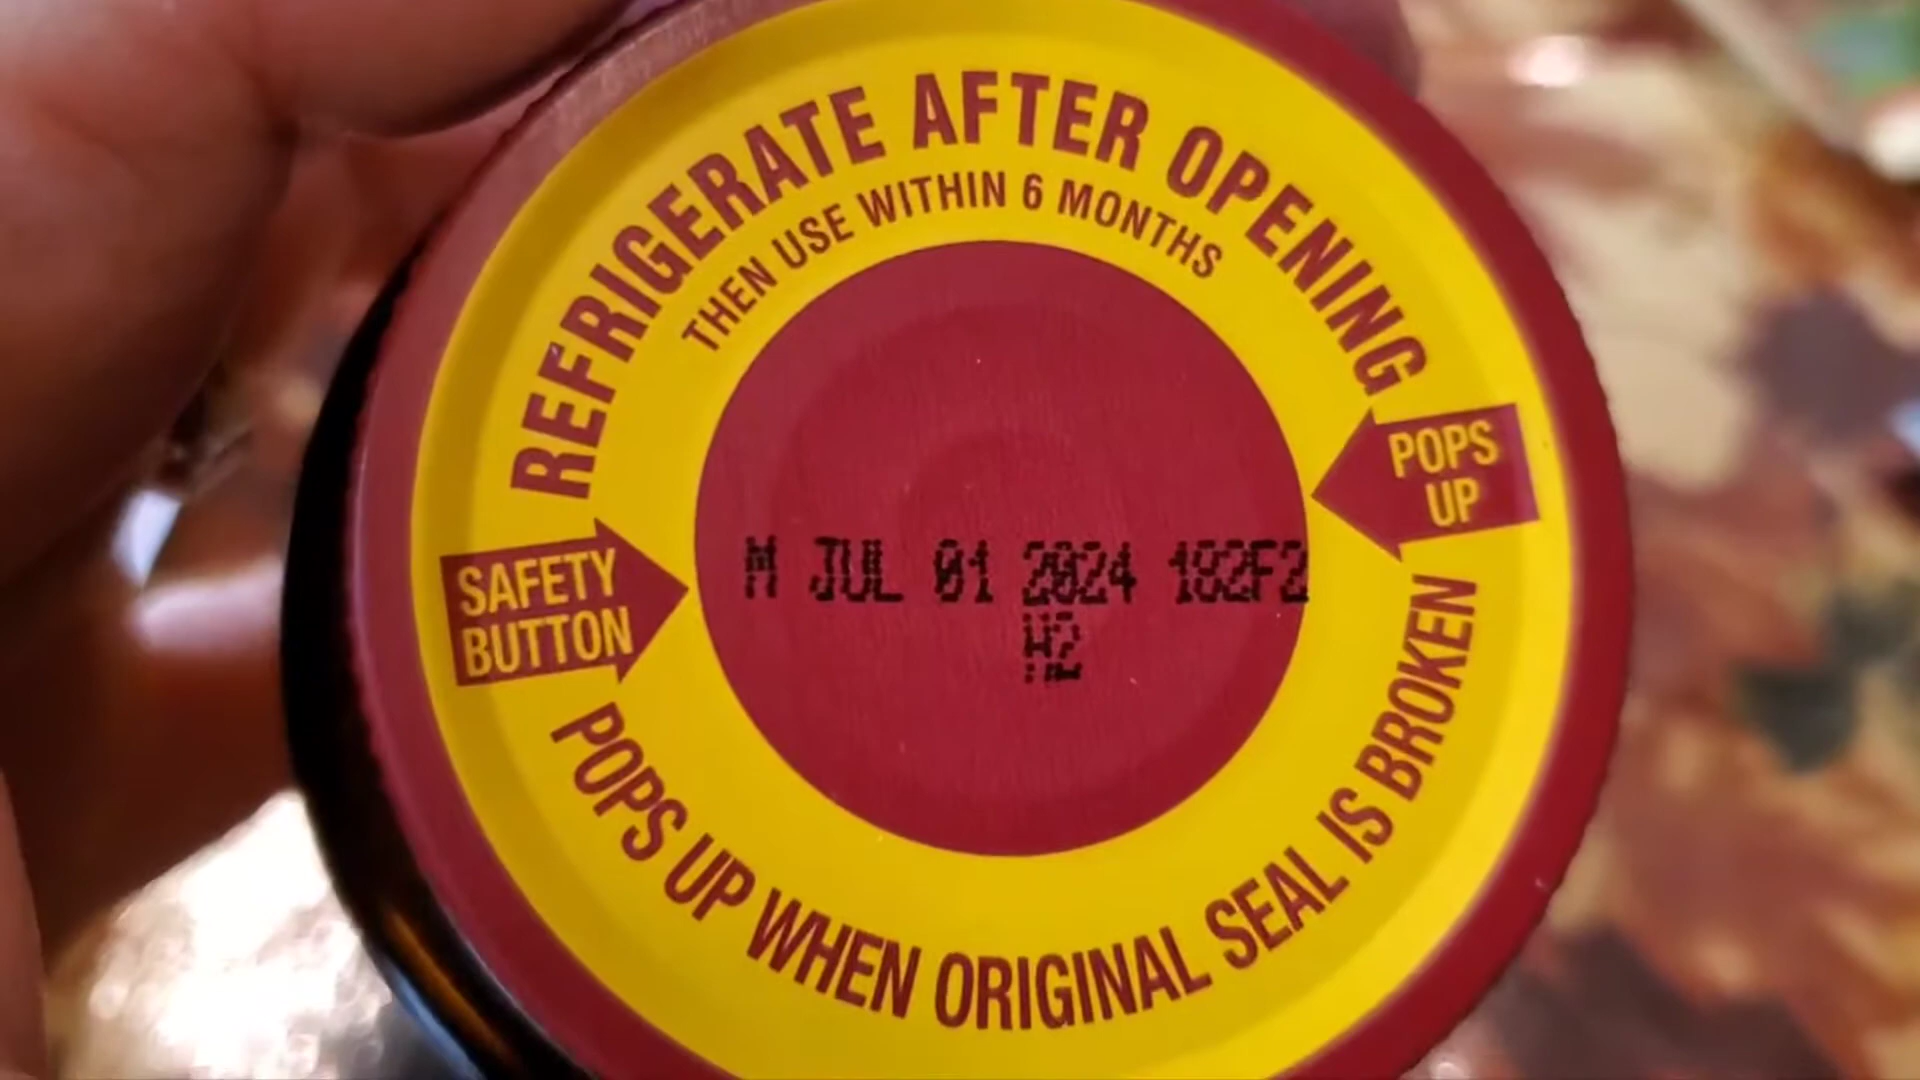 REFRIGERATE AFTER OPENING
THEN USE WITHIN 6 MONTHS
POPS
UP
SAFETY
BUTTON
M JUL 01 2024 182F2
H2
POPS UP WHEN ORIGINAL SEAL IS BROKEN